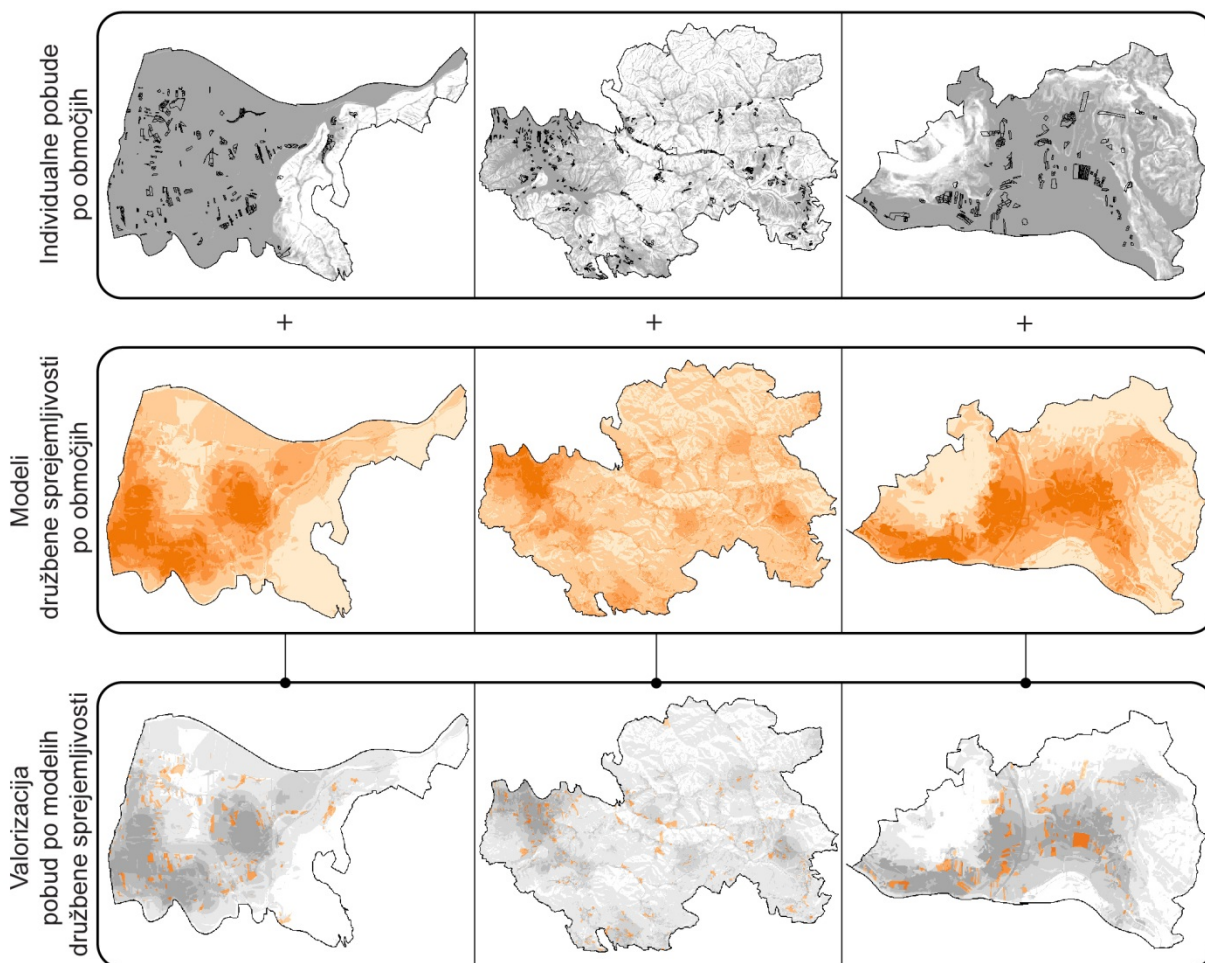 Individualne pobude
po območjih
+
+
+
Modeli
družbene sprejemljivosti
po območjih
Valorizacija
pobud po modelih
družbene sprejemljivosti